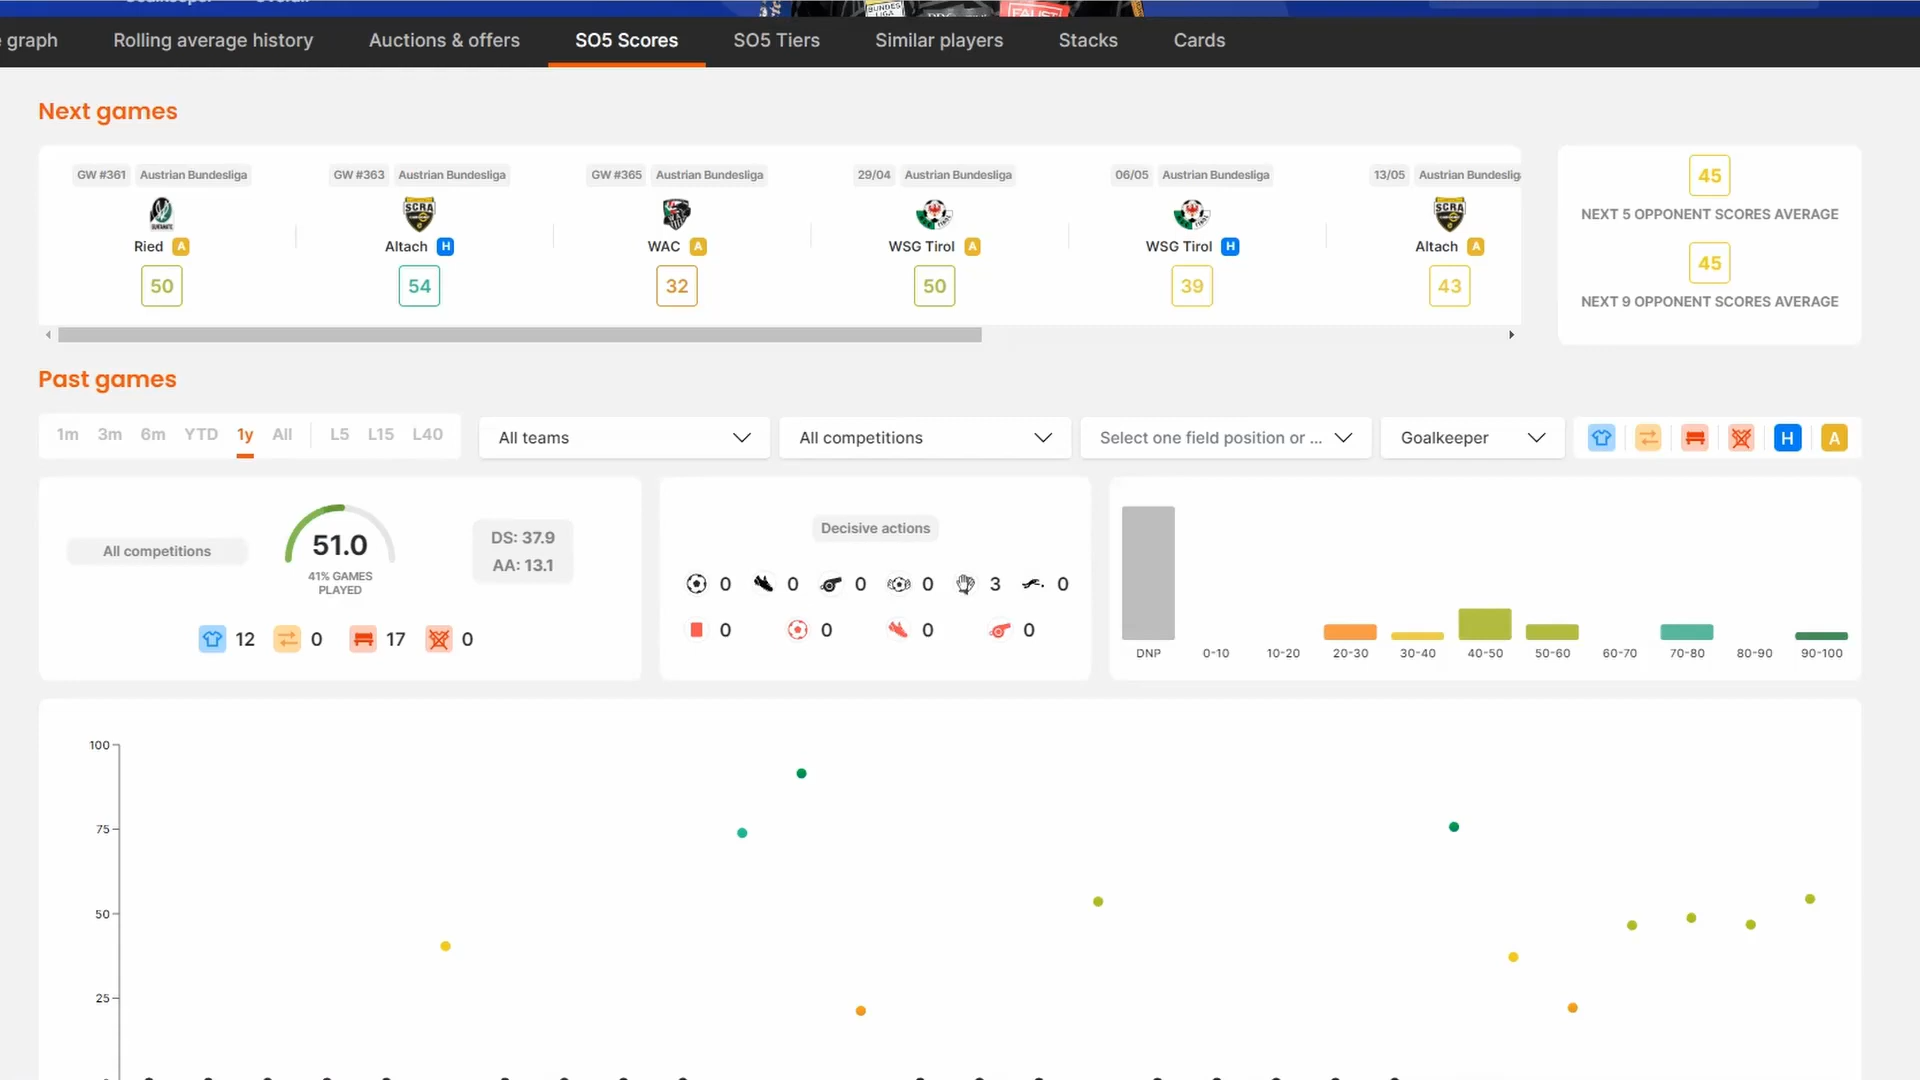 BUNDES
LIGA
FAUST
graph
Rolling average history
Auctions & offers
SO5 Scores
SO5 Tiers
Similar players
Stacks
Cards
Next games
GW #361 Austrian Bundesliga
Ried A
50
GW #363 Austrian Bundesliga
SCRA
Altach H
54
GW #365 Austrian Bundesliga
WAC A
32
29/04 Austrian Bundesliga
WSG Tirol A
50
06/05 Austrian Bundesliga
WSG Tirol H
39
13/05 Austrian Bundeslig
SCRA
Altach A
43
45
NEXT 5 OPPONENT SCORES AVERAGE
45
NEXT 9 OPPONENT SCORES AVERAGE
Past games
1m 3m 6m YTD 1y All L5 L15 L40
All teams
All competitions
Select one field position or ...
Goalkeeper
H
A
All competitions
51.0
41% GAMES
PLAYED
DS: 37.9
AA: 13.1
12 0 17 0
Decisive actions
0 0 0 0 3 0
0 0 0 0
DNP 0-10 10-20 20-30 30-40 40-50 50-60 60-70 70-80 80-90 90-100
100
75
50
25